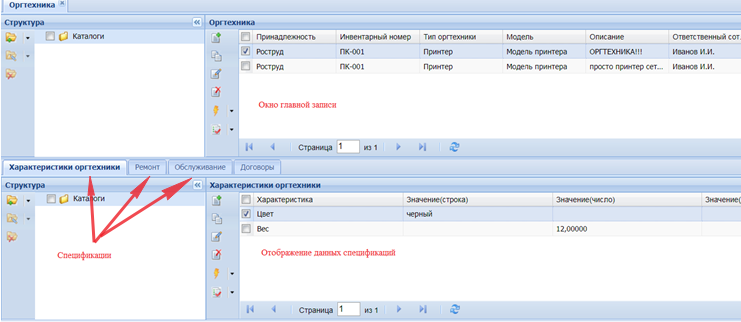 Оргтехника
Структура
Каталоги
Оргтехника
Принадлежность Инвентарный номер Тип оргтехники Модель Описание Ответственный сот.
Роструд ПК-001 Принтер Модель принтера ОРГТЕХНИКА!!! Иванов И.И.
Роструд ПК-001 Принтер Модель принтера просто принтер сет... Иванов И.И.
Окно главной записи
Страница 1 из 1
Характеристики оргтехники Ремонт Обслуживание Договоры
Структура
Каталоги
Спецификации
Характеристики оргтехники
Характеристика Значение(строка) Значение(число) Значение(
Цвет черный
Вес 12,00000
Отображение данных спецификаций
Страница 1 из 1